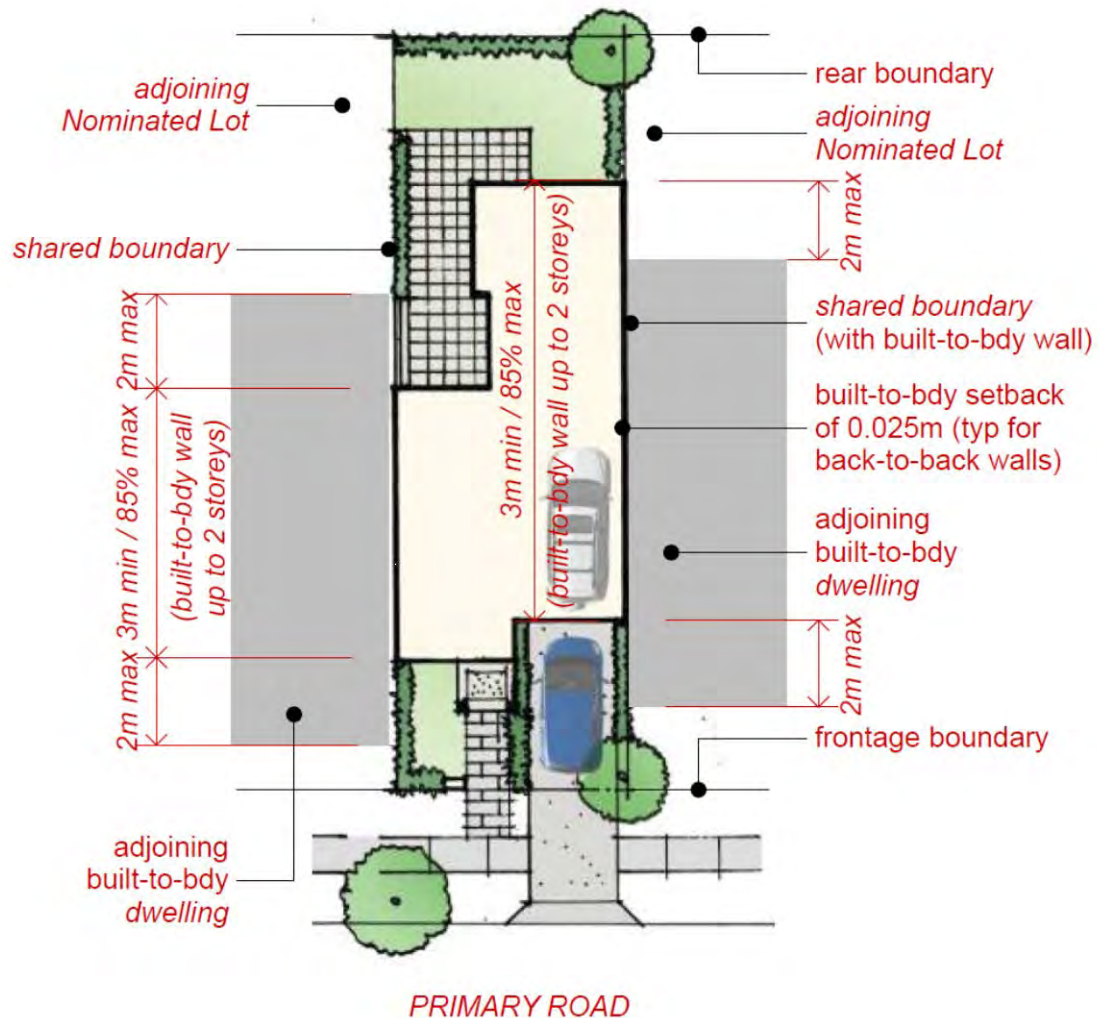 rear boundary
adjoining
Nominated Lot
adjoining
Nominated Lot
2m max
shared boundary
shared boundary
(with built-to-bdy wall)
2m max
3m min / 85% max
(built-to-bdy wall up to 2 storeys)
built-to-bdy setback
of 0.025m (typ for
back-to-back walls)
3m min / 85% max
(built-to-bdy wall
up to 2 storeys)
adjoining
built-to-bdy
dwelling
2m max
2m max
frontage boundary
adjoining
built-to-bdy
dwelling
PRIMARY ROAD